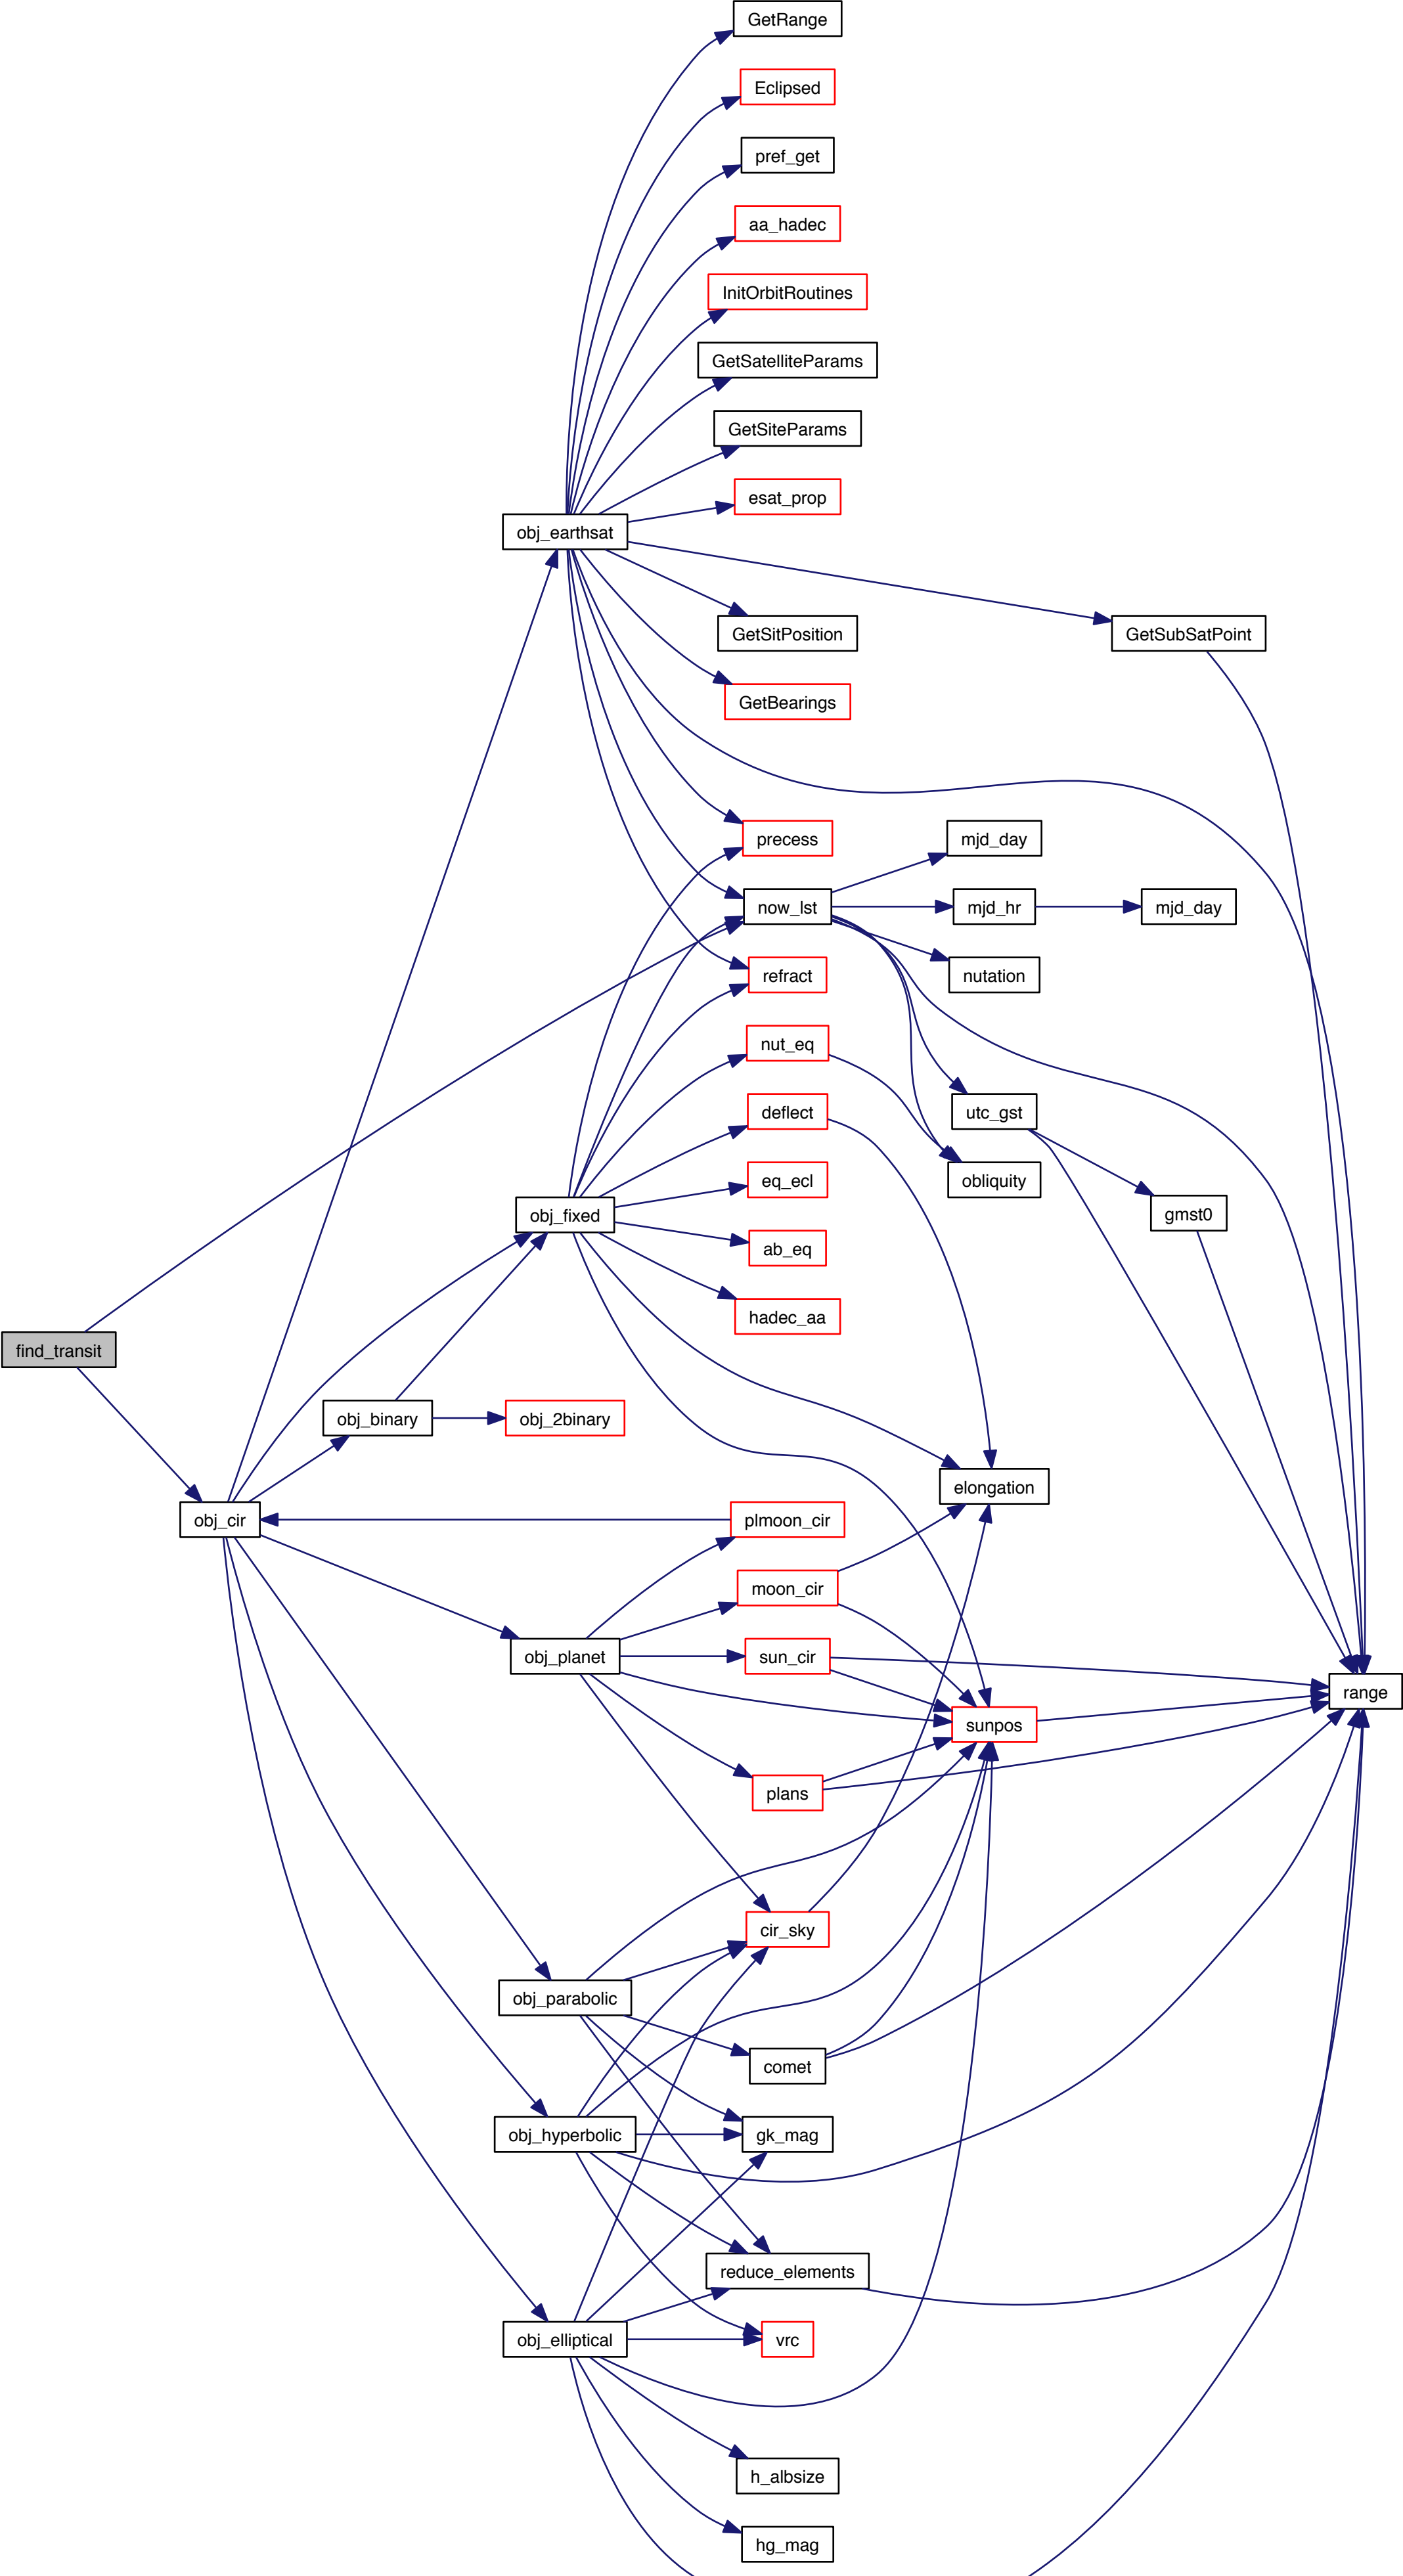 GetRange
Eclipsed
pref_get
aa_hadec
InitOrbitRoutines
GetSatelliteParams
GetSiteParams
esat_prop
obj_earthsat
GetSitPosition
GetSubSatPoint
GetBearings
precess
mjd_day
now_lst
mjd_hr
mjd_day
refract
nutation
nut_eq
deflect
utc_gst
eq_ecl
obliquity
obj_fixed
gmst0
ab_eq
hadec_aa
find_transit
obj_binary
obj_2binary
elongation
obj_cir
plmoon_cir
moon_cir
obj_planet
sun_cir
range
sunpos
plans
cir_sky
obj_parabolic
comet
obj_hyperbolic
gk_mag
reduce_elements
obj_elliptical
vrc
h_albsize
hg_mag